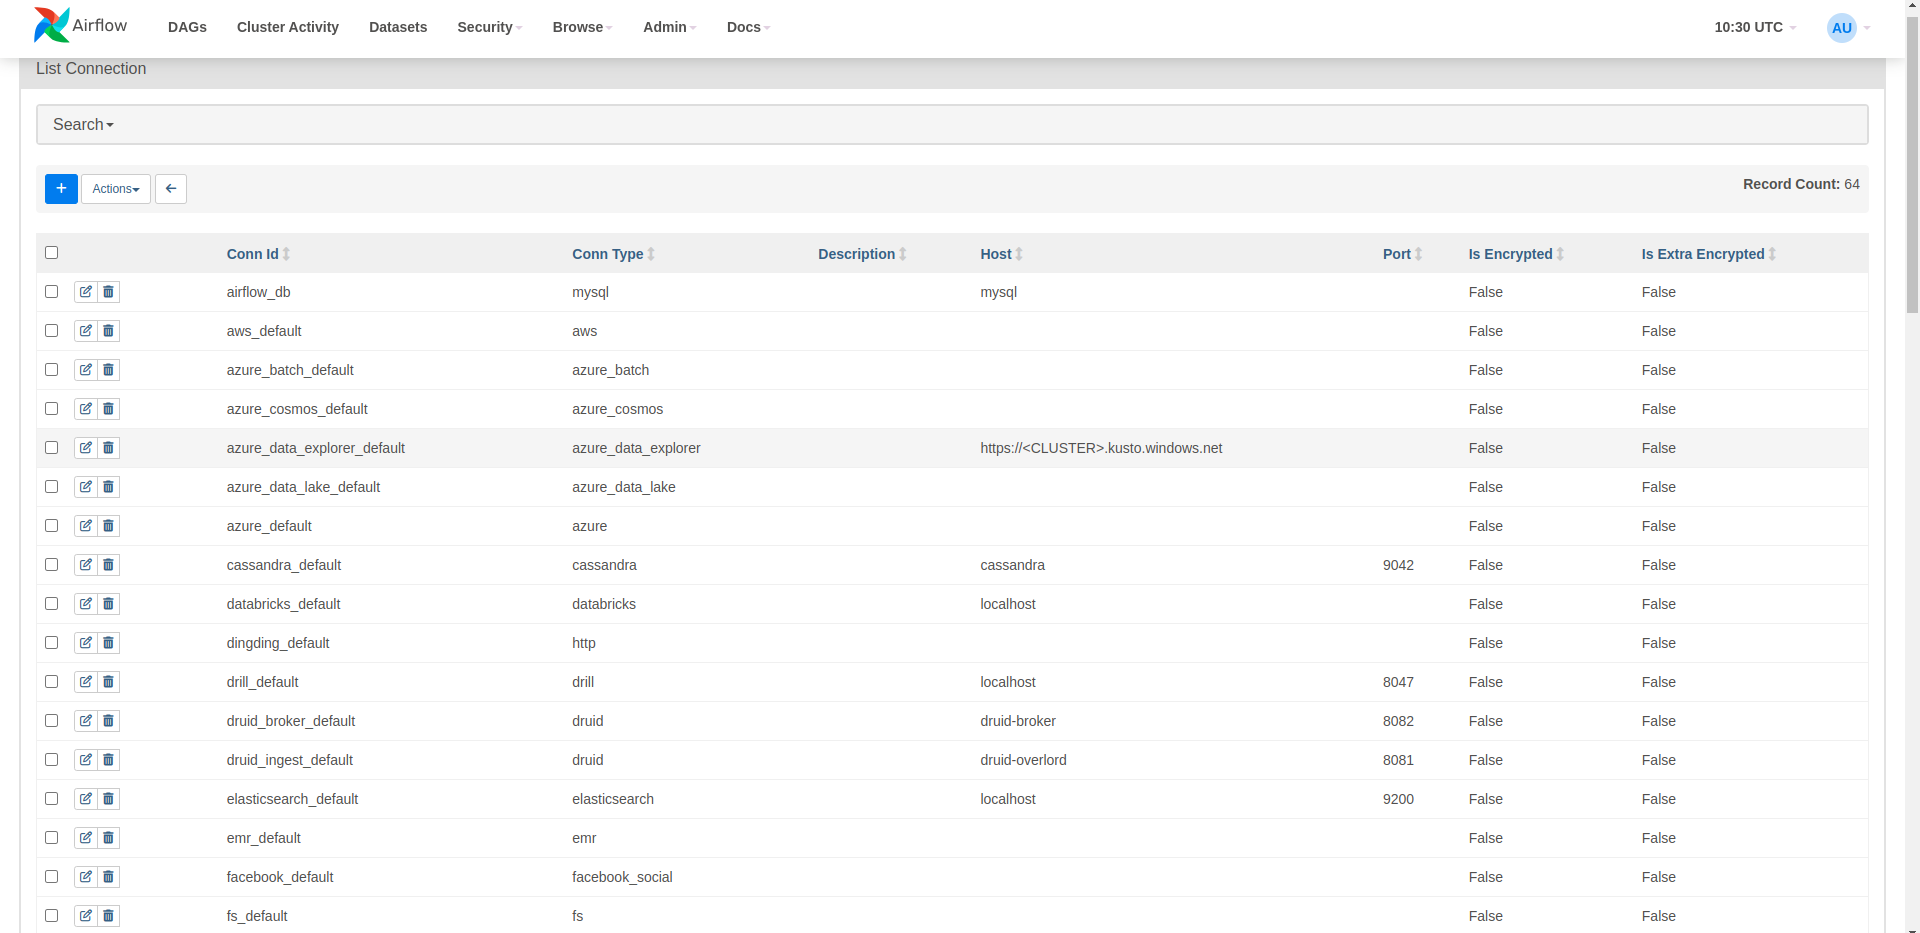 Airflow DAGs Cluster Activity Datasets Security Browse Admin Docs 10:30 UTC AU
List Connection
Search
+ Actions Record Count: 64
Conn Id Conn Type Description Host Port Is Encrypted Is Extra Encrypted
airflow_db mysql mysql False False
aws_default aws False False
azure_batch_default azure_batch False False
azure_cosmos_default azure_cosmos False False
azure_data_explorer_default azure_data_explorer https://<CLUSTER>.kusto.windows.net False False
azure_data_lake_default azure_data_lake False False
azure_default azure False False
cassandra_default cassandra cassandra 9042 False False
databricks_default databricks localhost False False
dingding_default http False False
drill_default drill localhost 8047 False False
druid_broker_default druid druid-broker 8082 False False
druid_ingest_default druid druid-overlord 8081 False False
elasticsearch_default elasticsearch localhost 9200 False False
emr_default emr False False
facebook_default facebook_social False False
fs_default fs False False